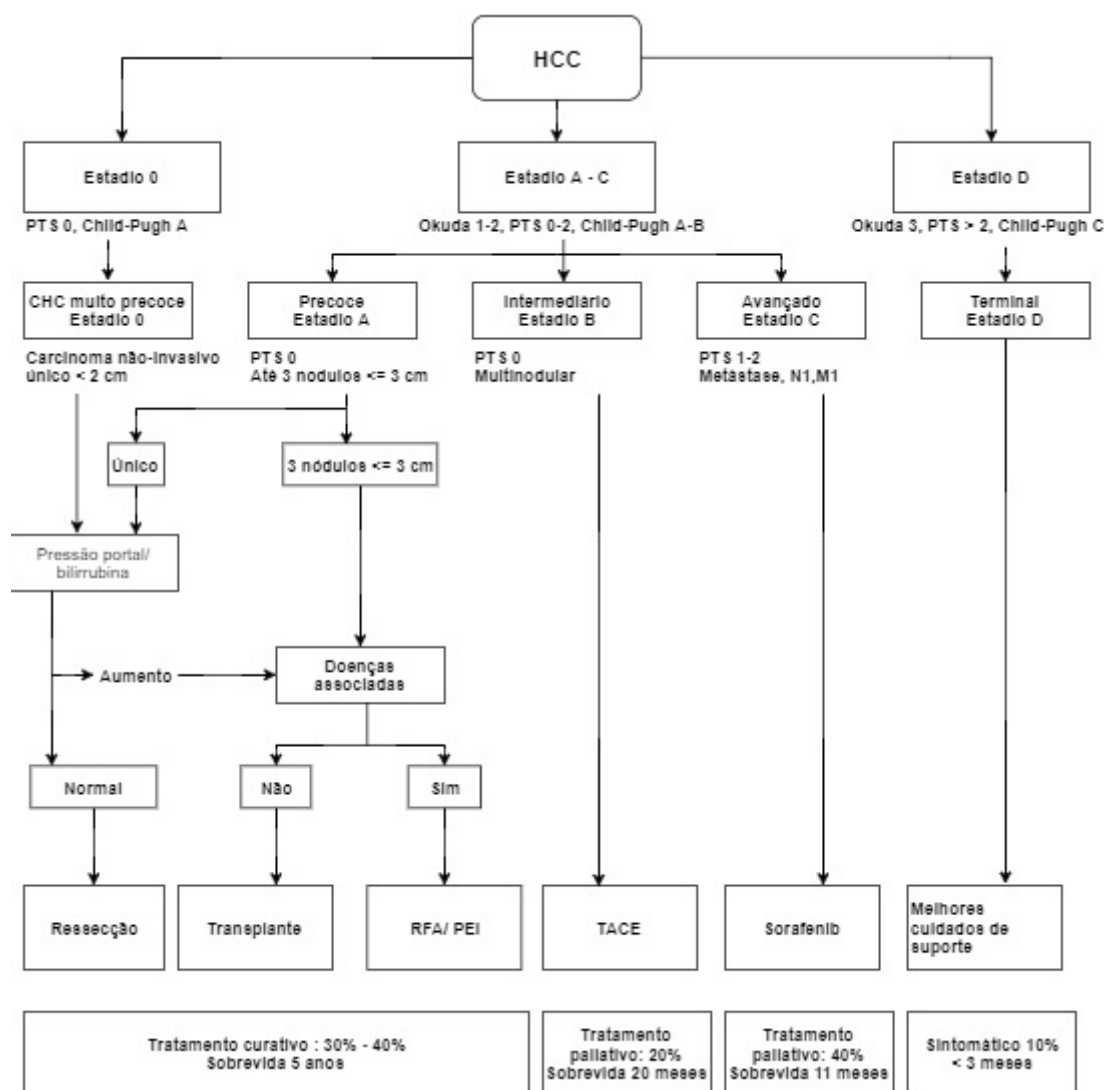 HCC
Estadio 0
Estadio A - C
Estadio D
PTS 0, Child-Pugh A
Okuda 1-2, PTS 0-2, Child-Pugh A-B
Okuda 3, PTS > 2, Child-Pugh C
CHC muito precoce
Estadio 0
Precoce
Estadio A
Intermediário
Estadio B
Avançado
Estadio C
Terminal
Estadio D
Carcinoma não-invasivo
único < 2 cm
PTS 0
Até 3 nodulos <= 3 cm
PTS 0
Multinodular
PTS 1-2
Metástase, N1,M1
Único
3 nódulos <= 3 cm
Pressão portal/
bilirrubina
Aumento
Doenças
associadas
Normal
Não
Sim
Ressecção
Transplante
RFA/ PEI
TACE
Sorafenib
Melhores
cuidados de
suporte
Tratamento curativo : 30% - 40%
Sobrevida 5 anos
Tratamento
paliativo: 20%
Sobrevida 20 meses
Tratamento
paliativo: 40%
Sobrevida 11 meses
Sintomático 10%
< 3 meses